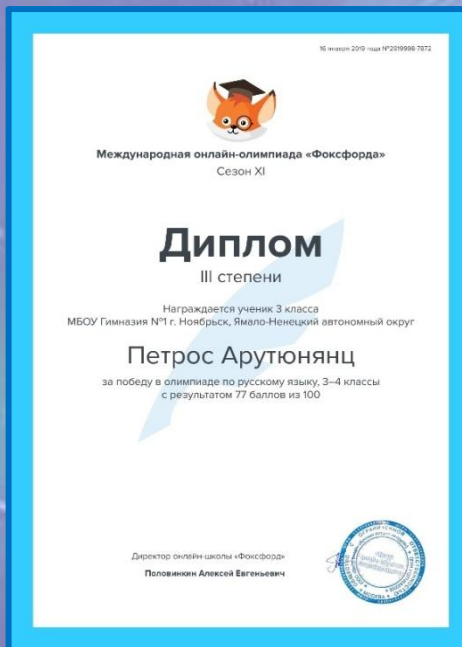 16 января 2019 года №2819998-7872
Международная онлайн-олимпиада «Фоксфорда»
Сезон XI
Диплом
III степени
Награждается ученик 3 класса
МБОУ Гимназия №1 г. Ноябрьск, Ямало-Ненецкий автономный округ
Петрос Арутюнянц
за победу в олимпиаде по русскому языку, 3–4 классы
с результатом 77 баллов из 100
Директор онлайн-школы «Фоксфорд»
Половинкин Алексей Евгеньевич